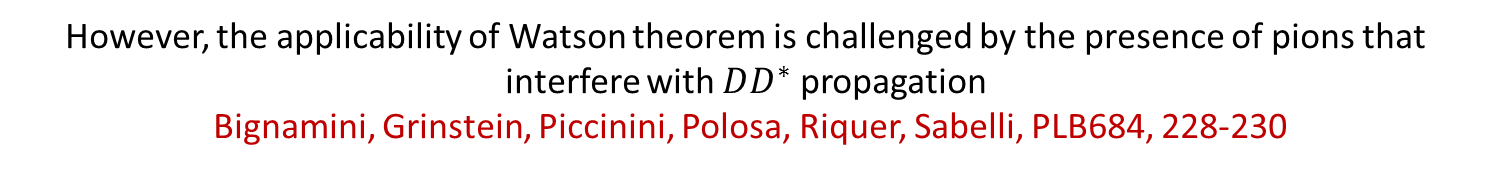 However, the applicability of Watson theorem is challenged by the presence of pions that
interfere with 𝐷𝐷* propagation
Bignamini, Grinstein, Piccinini, Polosa, Riquer, Sabelli, PLB684, 228-230